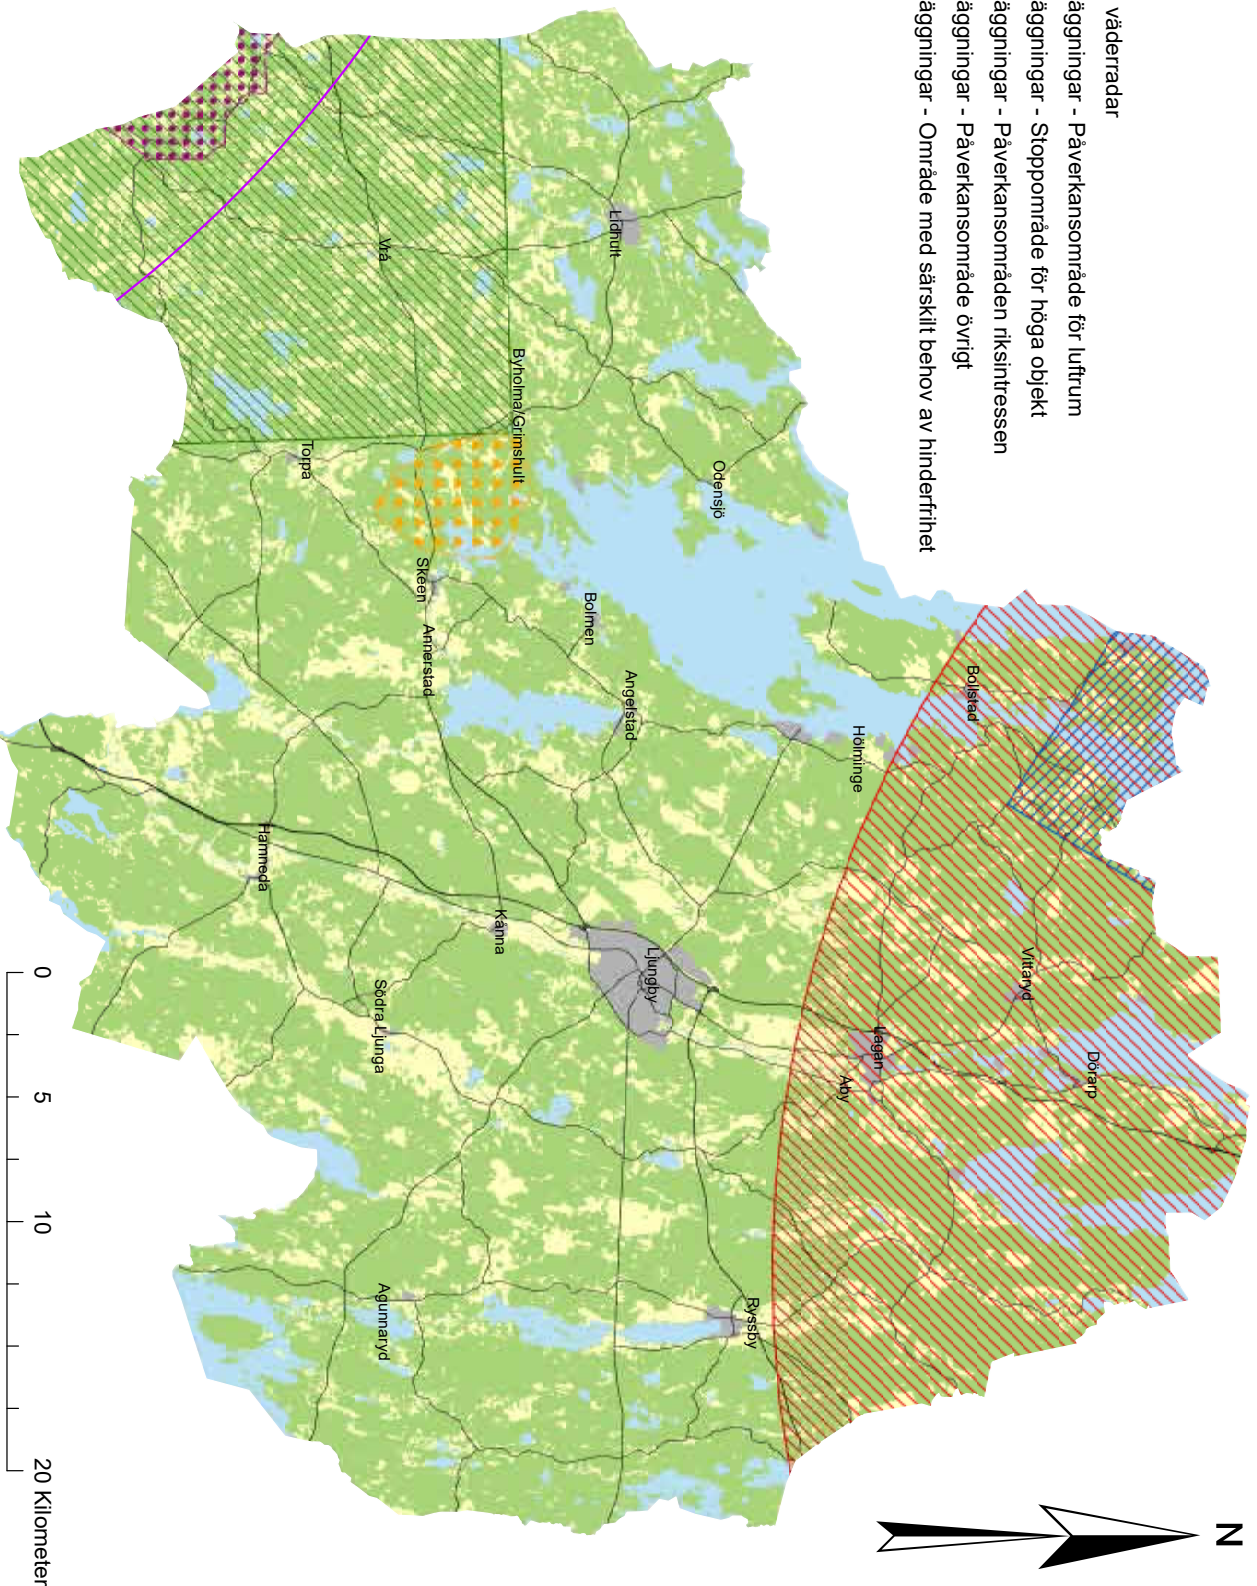 väderradar
äggningar - Påverkansområde för luftrum
äggningar - Stoppområde för höga objekt
äggningar - Påverkansområden riksintressen
äggningar - Påverkansområde övrigt
äggningar - Område med särskilt behov av hinderfrihet
N
Dörarp
Vittaryd
Bollstad
Lagan
Åby
Hölminge
Ryssby
Odensjö
Ljungby
Angelstad
Lidhult
Bolmen
Byholma/Grimshult
Kånna
Annerstad
Skeen
Vrå
Agunnaryd
Södra Ljunga
Torpa
Hamneda
0 5 10 20 Kilometer